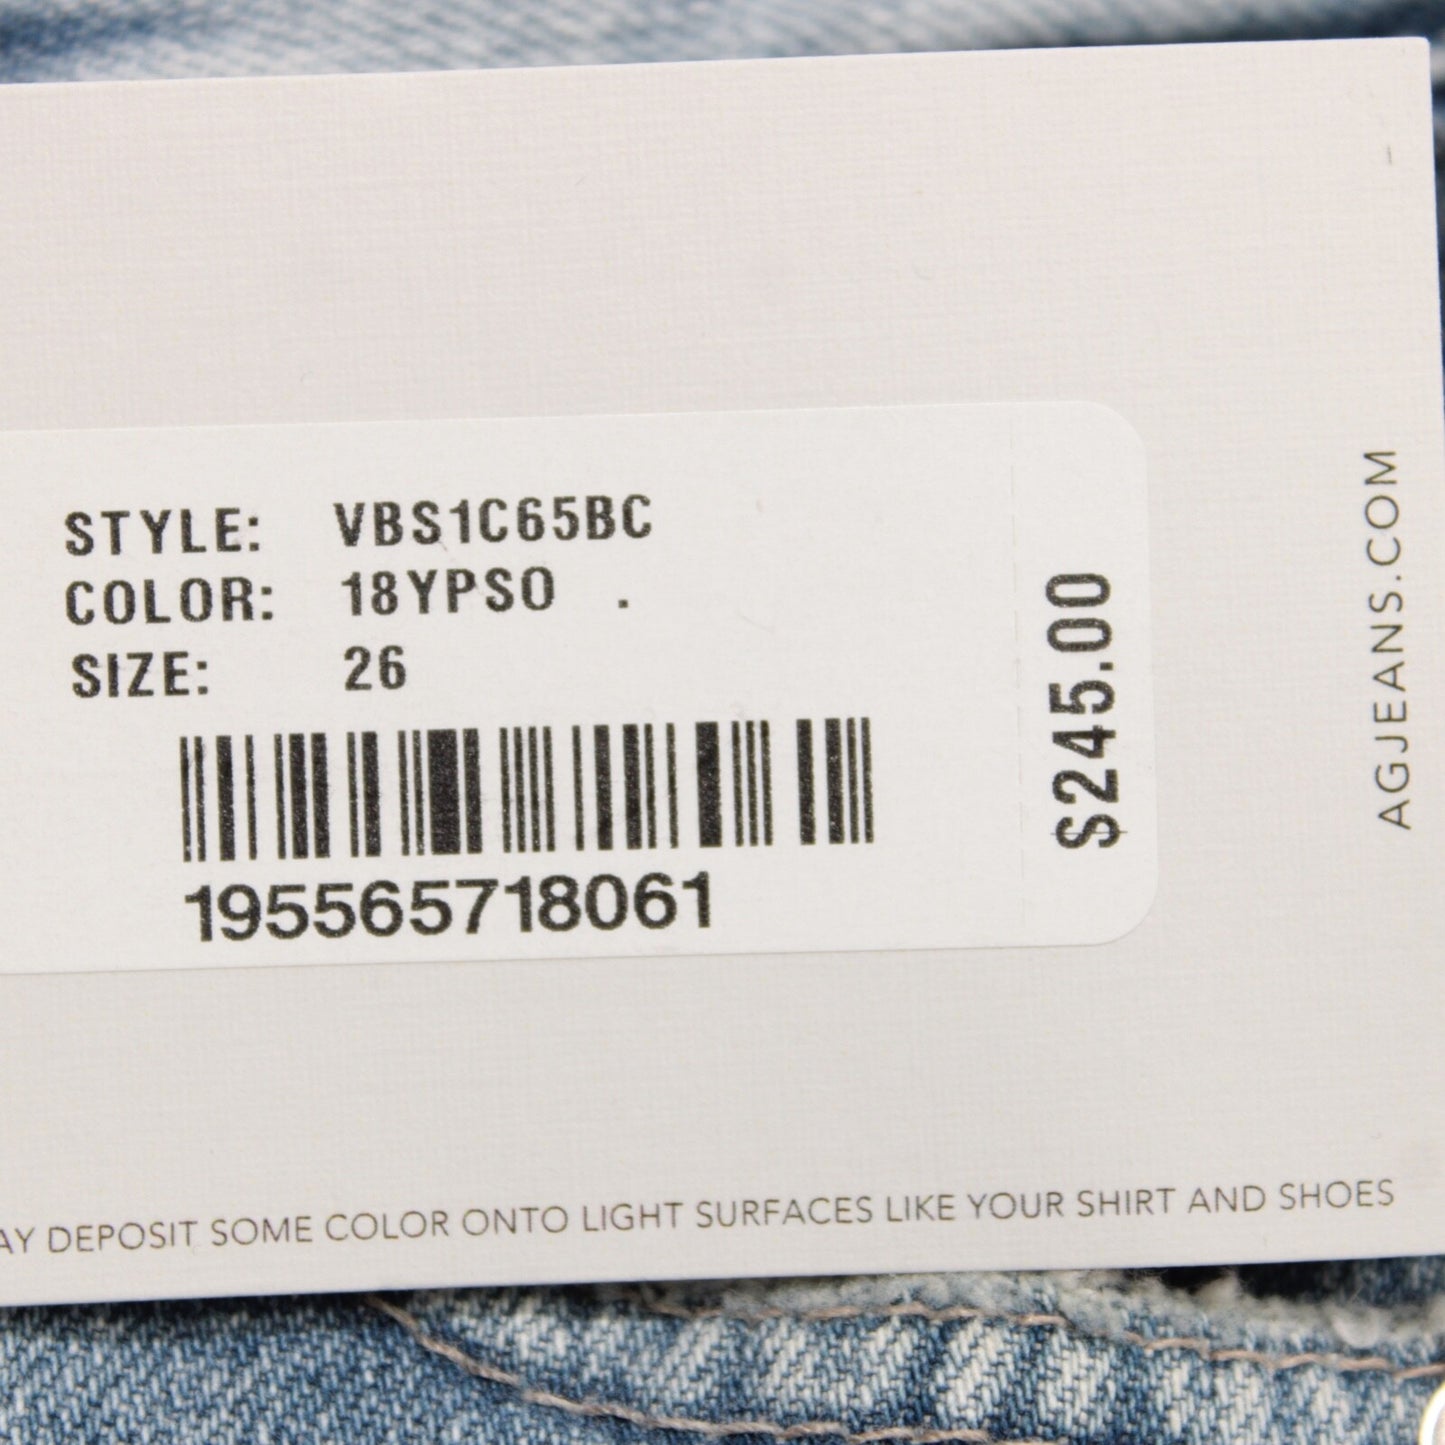 STYLE: VBS1C65BC
COLOR: 18YPSO .
SIZE: 26
195565718061
$245.00
AGJEANS.COM
DEPOSIT SOME COLOR ONTO LIGHT SURFACES LIKE YOUR SHIRT AND SHOES